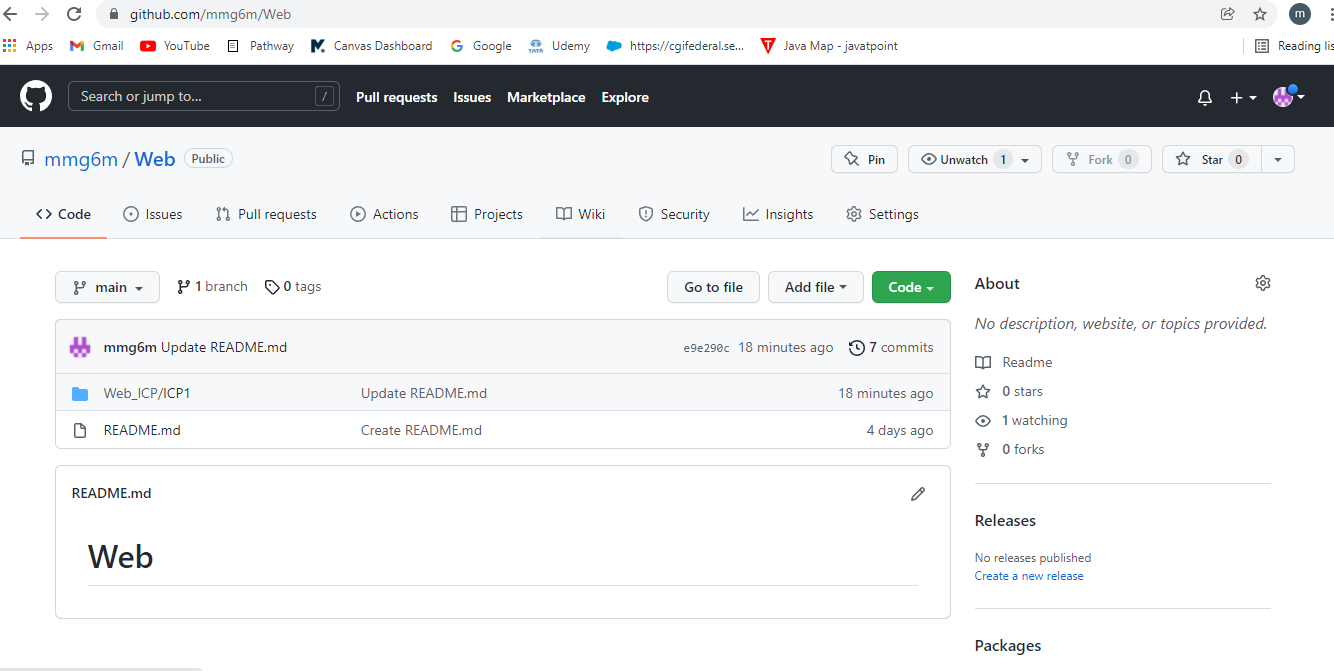 github.com/mmg6m/Web
m
Apps Gmail YouTube Pathway Canvas Dashboard Google TATA Udemy https://cgifederal.se... Java Map - javatpoint Reading lis
Search or jump to... / Pull requests Issues Marketplace Explore
mmg6m / Web Public Pin Unwatch 1 Fork 0 Star 0
Code Issues Pull requests Actions Projects Wiki Security Insights Settings
main 1 branch 0 tags Go to file Add file Code
mmg6m Update README.md e9e290c 18 minutes ago 7 commits
Web_ICP/ICP1 Update README.md 18 minutes ago
README.md Create README.md 4 days ago
README.md
Web
About
No description, website, or topics provided.
Readme
0 stars
1 watching
0 forks
Releases
No releases published
Create a new release
Packages